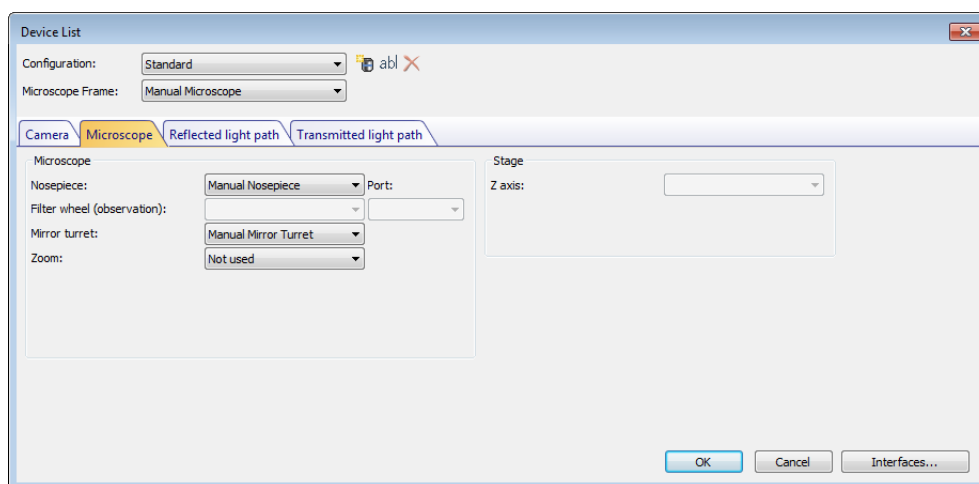 Device List
Configuration: Standard abl
Microscope Frame: Manual Microscope
Camera Microscope Reflected light path Transmitted light path
Microscope
Nosepiece: Manual Nosepiece Port:
Filter wheel (observation):
Mirror turret: Manual Mirror Turret
Zoom: Not used
Stage
Z axis:
OK Cancel Interfaces...